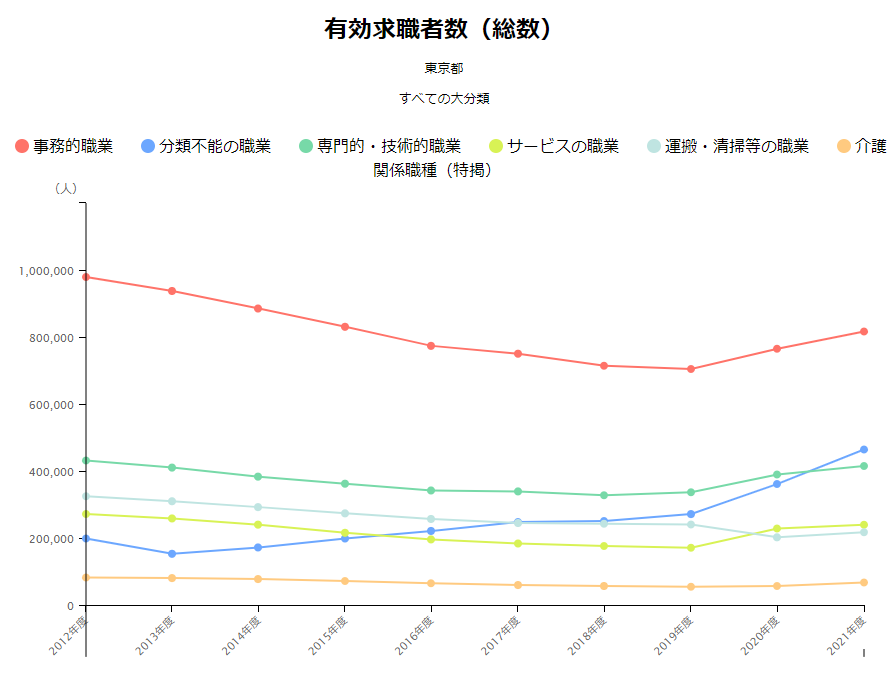 有効求職者数（総数）
東京都
すべての大分類
事務的職業 分類不能の職業 専門的・技術的職業 サービスの職業 運搬・清掃等の職業 介護
関係職種（特掲）
（人）
1,000,000
800,000
600,000
400,000
200,000
0
2012年度 2013年度 2014年度 2015年度 2016年度 2017年度 2018年度 2019年度 2020年度 2021年度